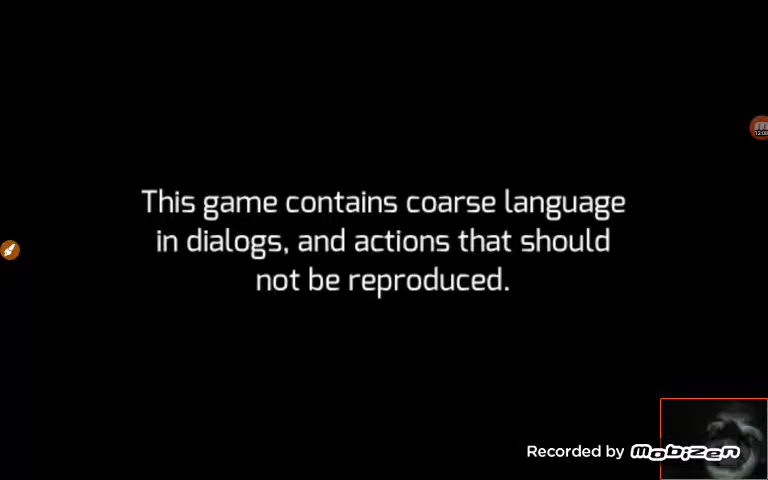 This game contains coarse language
in dialogs, and actions that should
not be reproduced.
Recorded by Mobizen